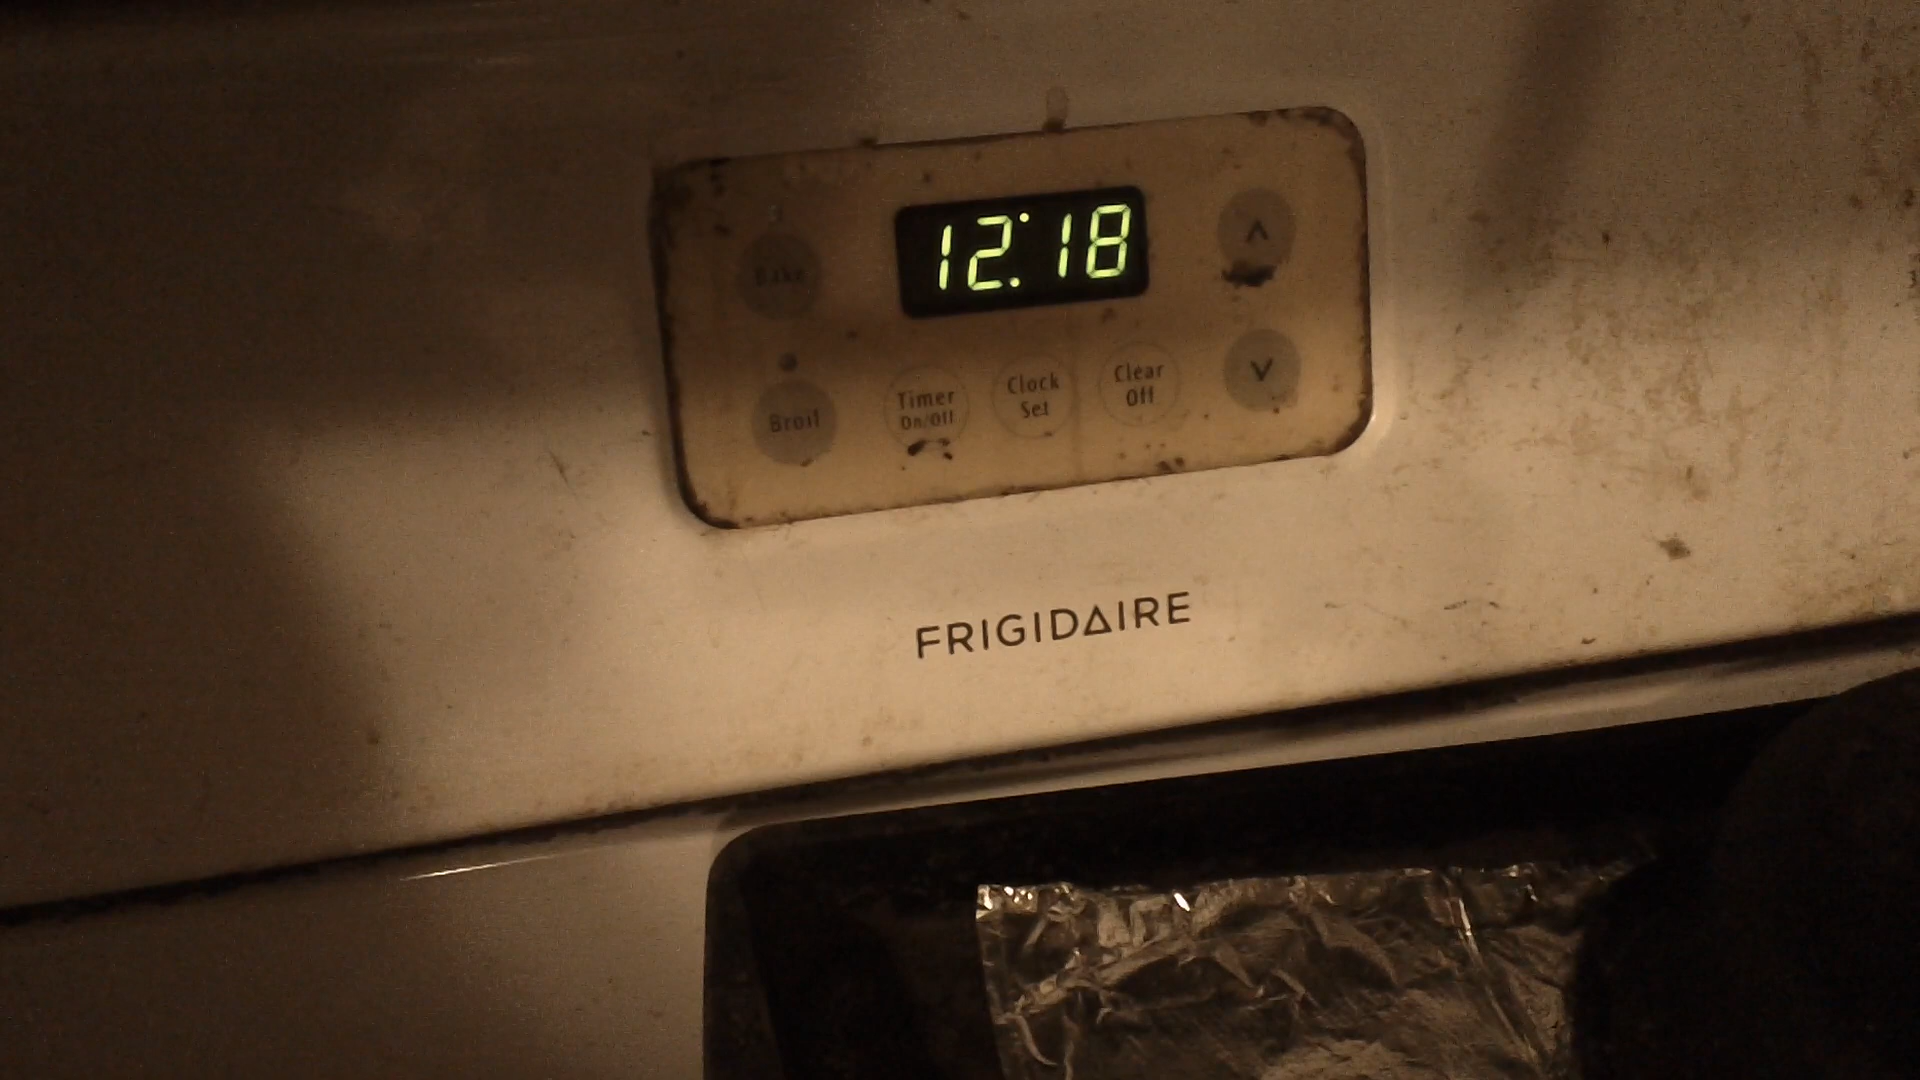 12:18
Bake
Broil
Timer
On/Off
Clock
Set
Clear
Off
FRIGIDAIRE